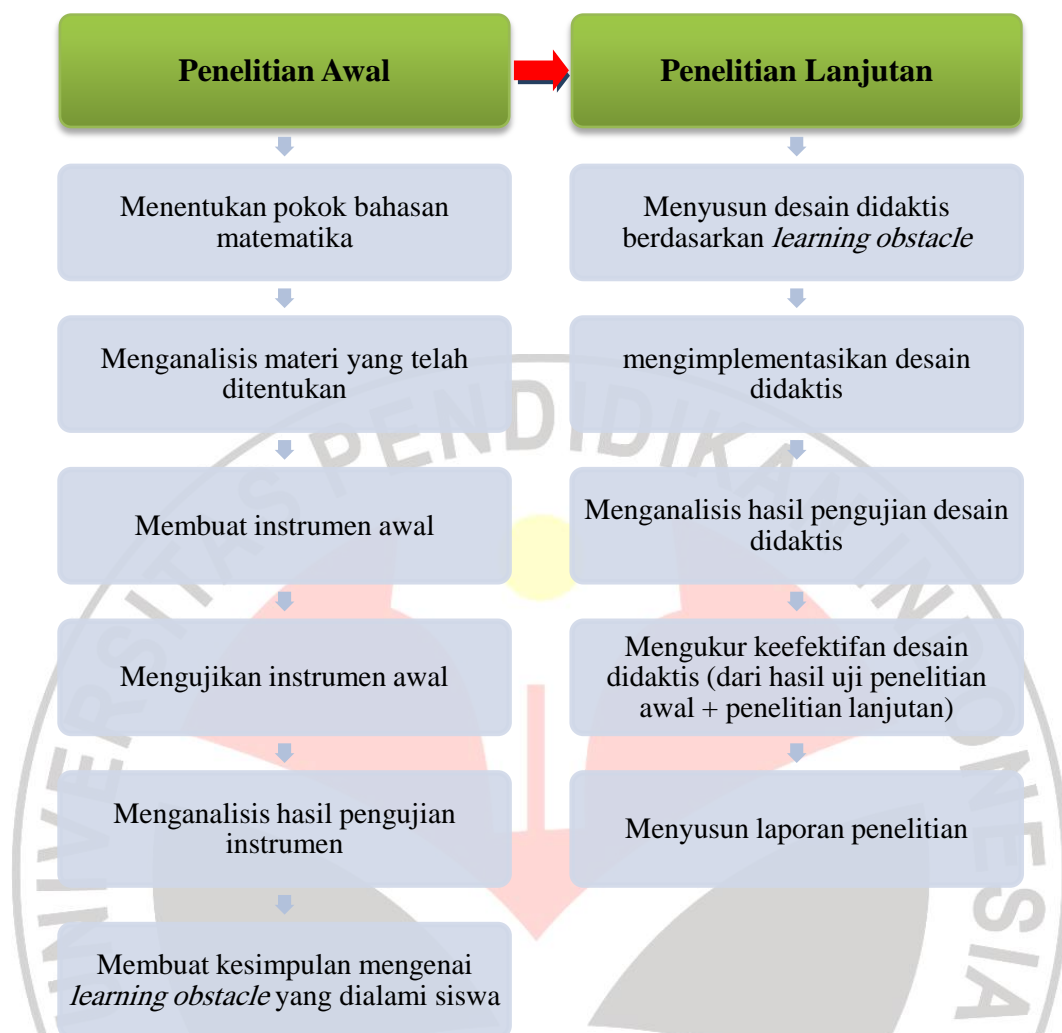 Penelitian Awal
Menentukan pokok bahasan
matematika
Menganalisis materi yang telah
ditentukan
Membuat instrumen awal
Mengujikan instrumen awal
Menganalisis hasil pengujian
instrumen
Membuat kesimpulan mengenai
learning obstacle yang dialami siswa
Penelitian Lanjutan
Menyusun desain didaktis
berdasarkan learning obstacle
mengimplementasikan desain
didaktis
Menganalisis hasil pengujian desain
didaktis
Mengukur keefektifan desain
didaktis (dari hasil uji penelitian
awal + penelitian lanjutan)
Menyusun laporan penelitian
UNIVERSITAS PENDIDIKAN INDONESIA